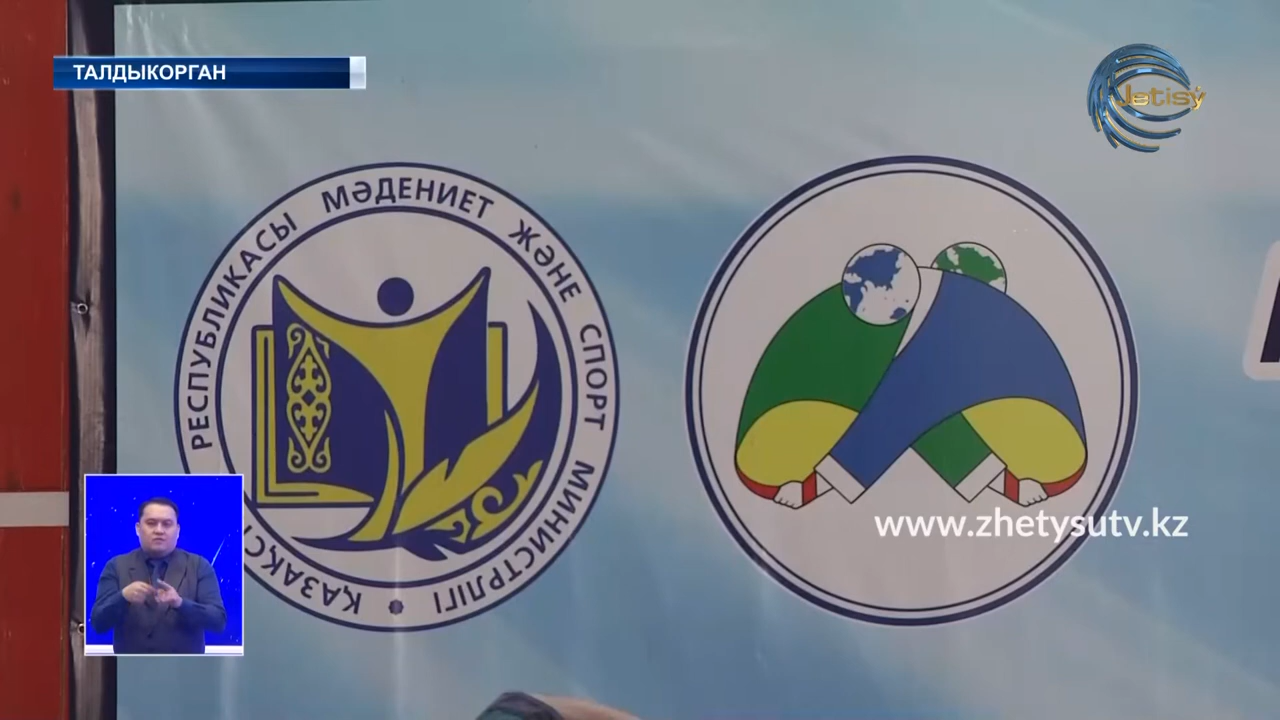 ТАЛДЫКОРГАН
Jetisý
ҚАЗАҚСТ РЕСПУБЛИКАСЫ МӘДЕНИЕТ ЖӘНЕ СПОРТ МИНИСТРЛІГІ
www.zhetysutv.kz